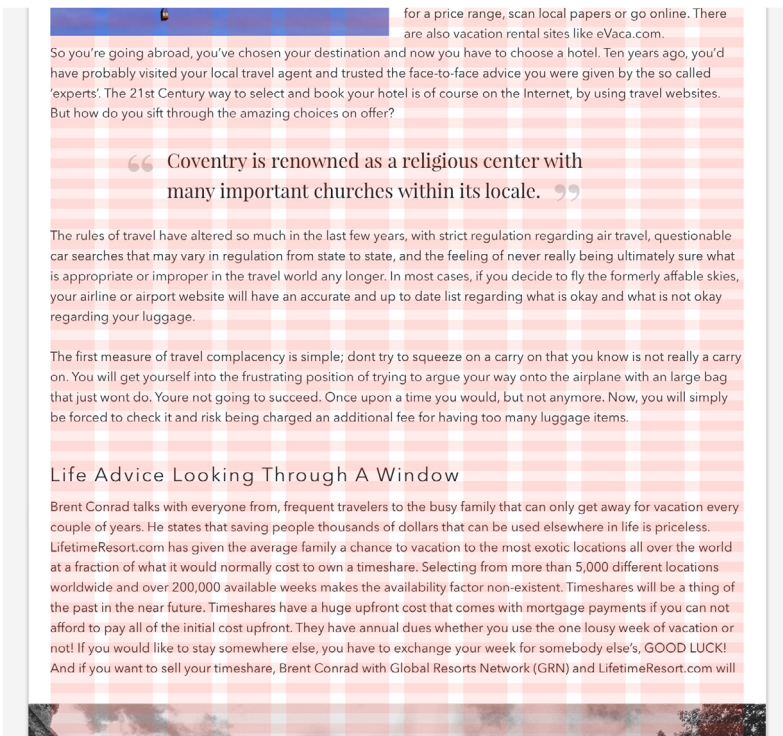 for a price range, scan local papers or go online. There
are also vacation rental sites like eVaca.com.
So you’re going abroad, you’ve chosen your destination and now you have to choose a hotel. Ten years ago, you’d
have probably visited your local travel agent and trusted the face-to-face advice you were given by the so called
‘experts’. The 21st Century way to select and book your hotel is of course on the Internet, by using travel websites.
But how do you sift through the amazing choices on offer?
“ Coventry is renowned as a religious center with
many important churches within its locale. ”
The rules of travel have altered so much in the last few years, with strict regulation regarding air travel, questionable
car searches that may vary in regulation from state to state, and the feeling of never really being ultimately sure what
is appropriate or improper in the travel world any longer. In most cases, if you decide to fly the formerly affable skies,
your airline or airport website will have an accurate and up to date list regarding what is okay and what is not okay
regarding your luggage.
The first measure of travel complacency is simple; dont try to squeeze on a carry on that you know is not really a carry
on. You will get yourself into the frustrating position of trying to argue your way onto the airplane with an large bag
that just wont do. Youre not going to succeed. Once upon a time you would, but not anymore. Now, you will simply
be forced to check it and risk being charged an additional fee for having too many luggage items.
Life Advice Looking Through A Window
Brent Conrad talks with everyone from, frequent travelers to the busy family that can only get away for vacation every
couple of years. He states that saving people thousands of dollars that can be used elsewhere in life is priceless.
LifetimeResort.com has given the average family a chance to vacation to the most exotic locations all over the world
at a fraction of what it would normally cost to own a timeshare. Selecting from more than 5,000 different locations
worldwide and over 200,000 available weeks makes the availability factor non-existent. Timeshares will be a thing of
the past in the near future. Timeshares have a huge upfront cost that comes with mortgage payments if you can not
afford to pay all of the initial cost upfront. They have annual dues whether you use the one lousy week of vacation or
not! If you would like to stay somewhere else, you have to exchange your week for somebody else’s, GOOD LUCK!
And if you want to sell your timeshare, Brent Conrad with Global Resorts Network (GRN) and LifetimeResort.com will